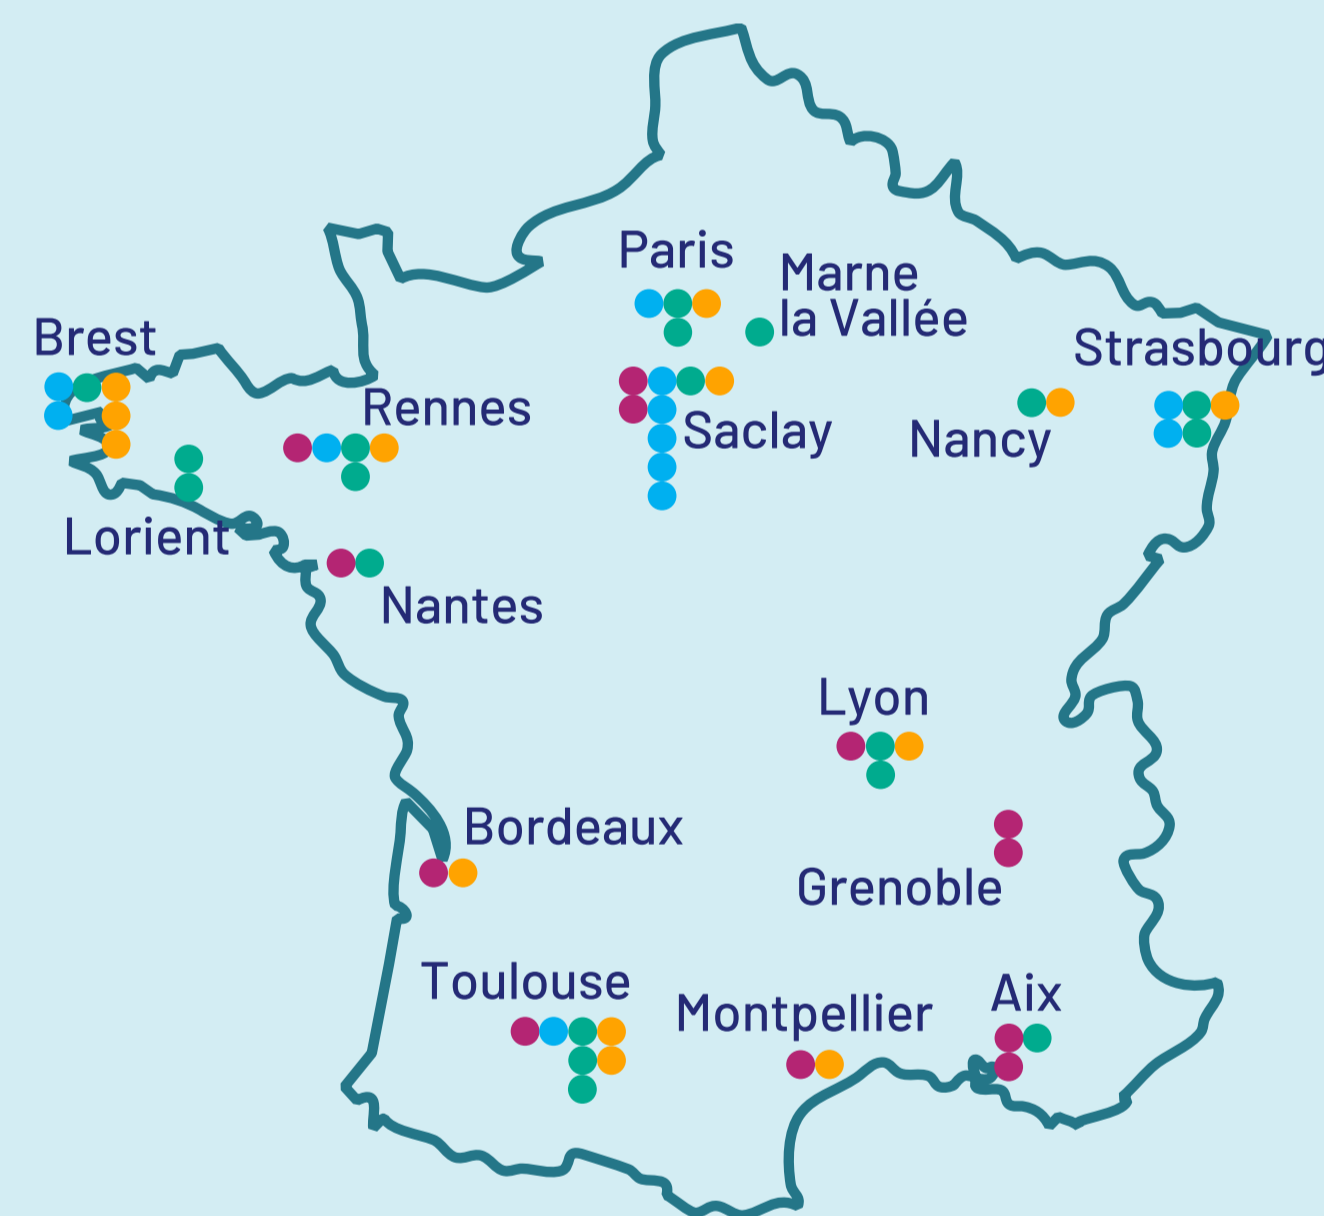 Paris
Marne
la Vallée
Brest
Strasbourg
Rennes
Saclay
Nancy
Lorient
Nantes
Lyon
Bordeaux
Grenoble
Toulouse
Montpellier
Aix